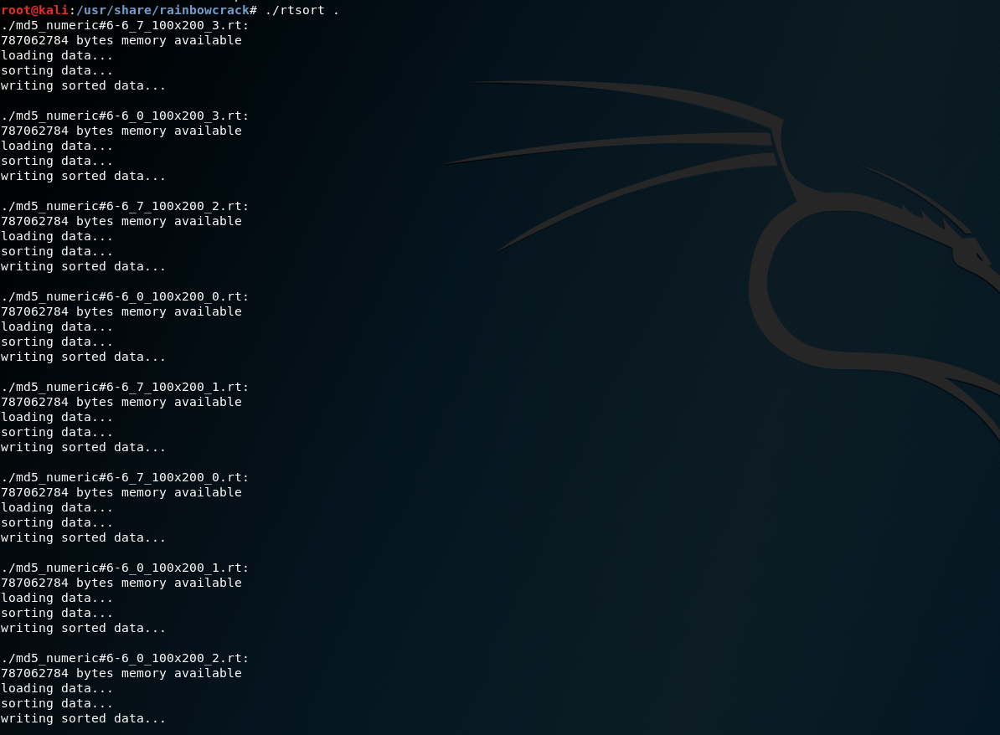 root@kali:/usr/share/rainbowcrack# ./rtsort .
./md5_numeric#6-6_7_100x200_3.rt:
787062784 bytes memory available
loading data...
sorting data...
writing sorted data...
./md5_numeric#6-6_0_100x200_3.rt:
787062784 bytes memory available
loading data...
sorting data...
writing sorted data...
./md5_numeric#6-6_7_100x200_2.rt:
787062784 bytes memory available
loading data...
sorting data...
writing sorted data...
./md5_numeric#6-6_0_100x200_0.rt:
787062784 bytes memory available
loading data...
sorting data...
writing sorted data...
./md5_numeric#6-6_7_100x200_1.rt:
787062784 bytes memory available
loading data...
sorting data...
writing sorted data...
./md5_numeric#6-6_7_100x200_0.rt:
787062784 bytes memory available
loading data...
sorting data...
writing sorted data...
./md5_numeric#6-6_0_100x200_1.rt:
787062784 bytes memory available
loading data...
sorting data...
writing sorted data...
./md5_numeric#6-6_0_100x200_2.rt:
787062784 bytes memory available
loading data...
sorting data...
writing sorted data...